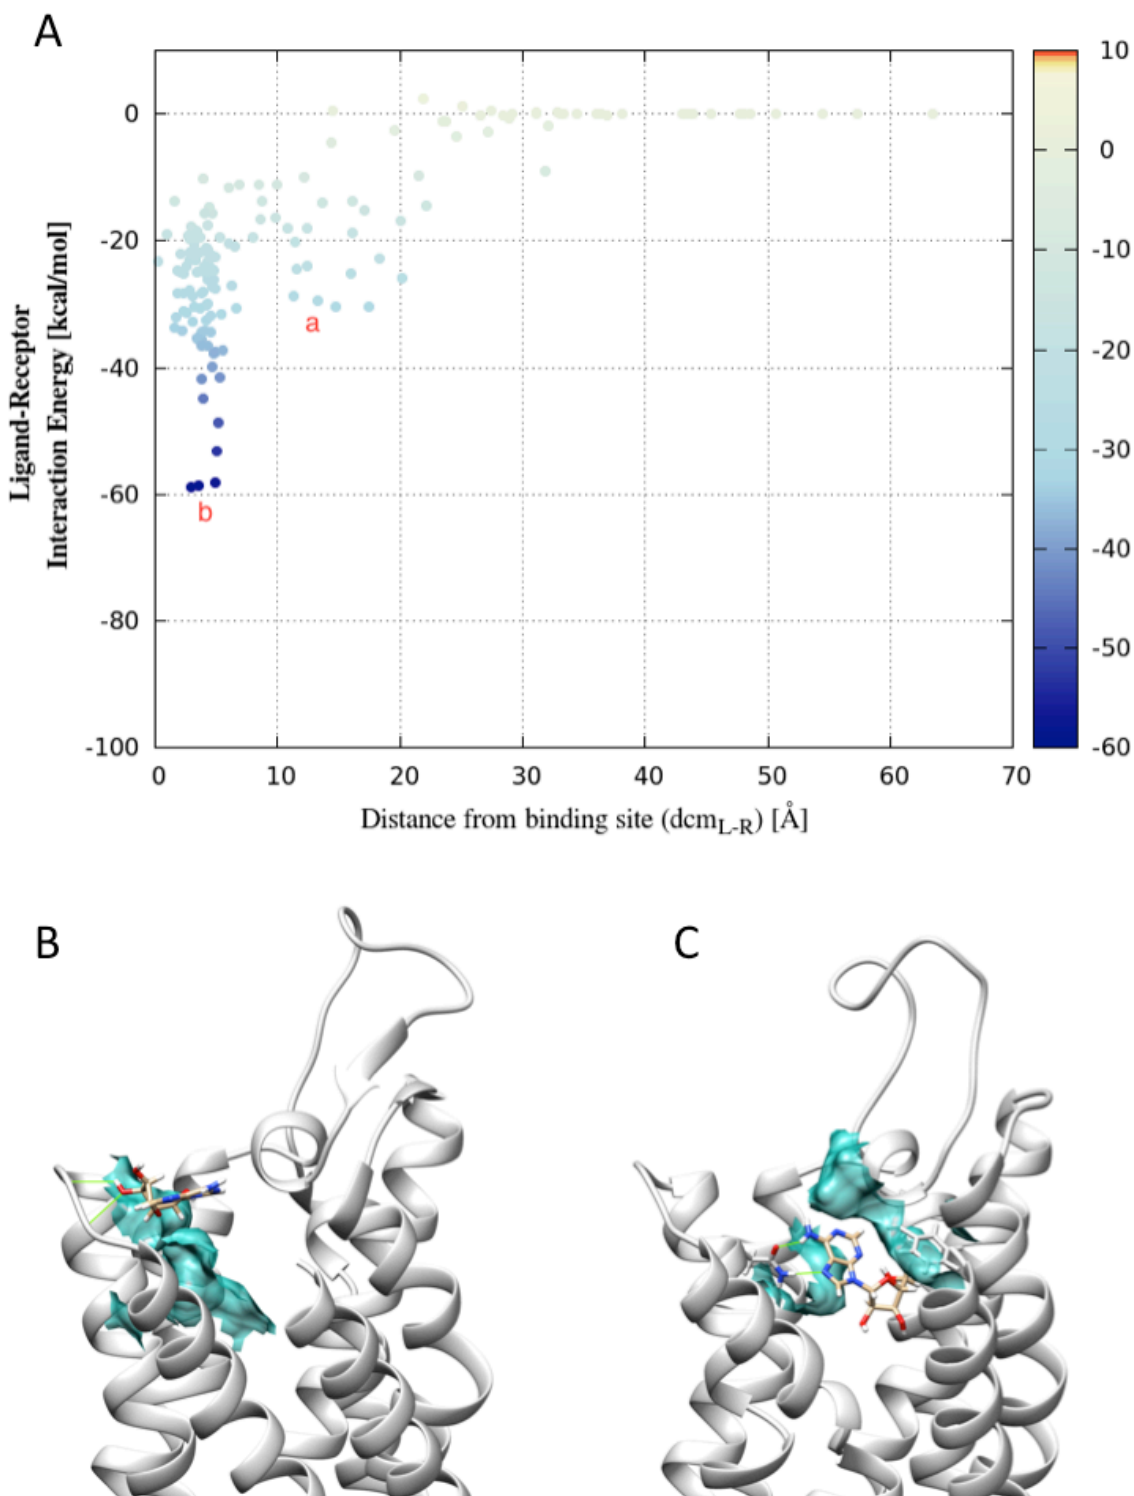 A
10
0
0
-20
-10
-40
-20
-60
-30
-80
-40
-100
-50
-60
Ligand-Receptor
Interaction Energy [kcal/mol]
a
b
0 10 20 30 40 50 60 70
Distance from binding site (dcmL-R) [Å]
B
C